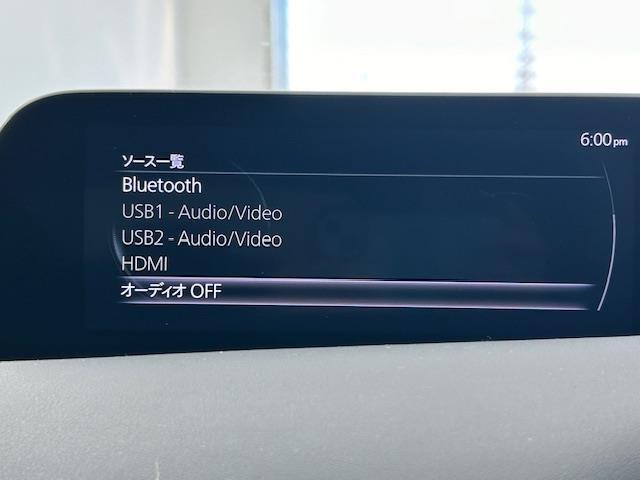 6:00pm
ソース一覧
Bluetooth
USB1 - Audio/Video
USB2 - Audio/Video
HDMI
オーディオ OFF